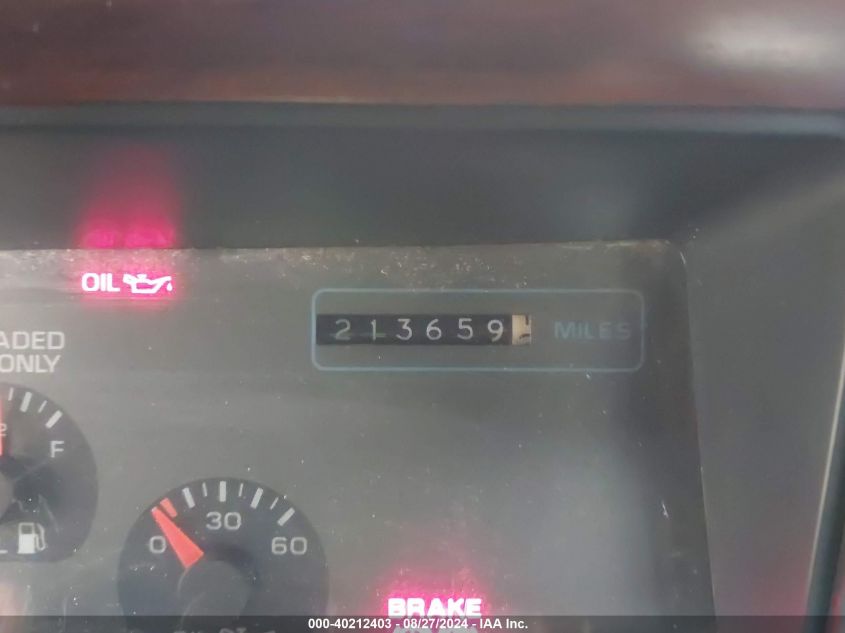 OIL
213659 MILES
ADED
ONLY
F
30
0 60
BRAKE
000-40212403 - 08/27/2024 - IAA Inc.